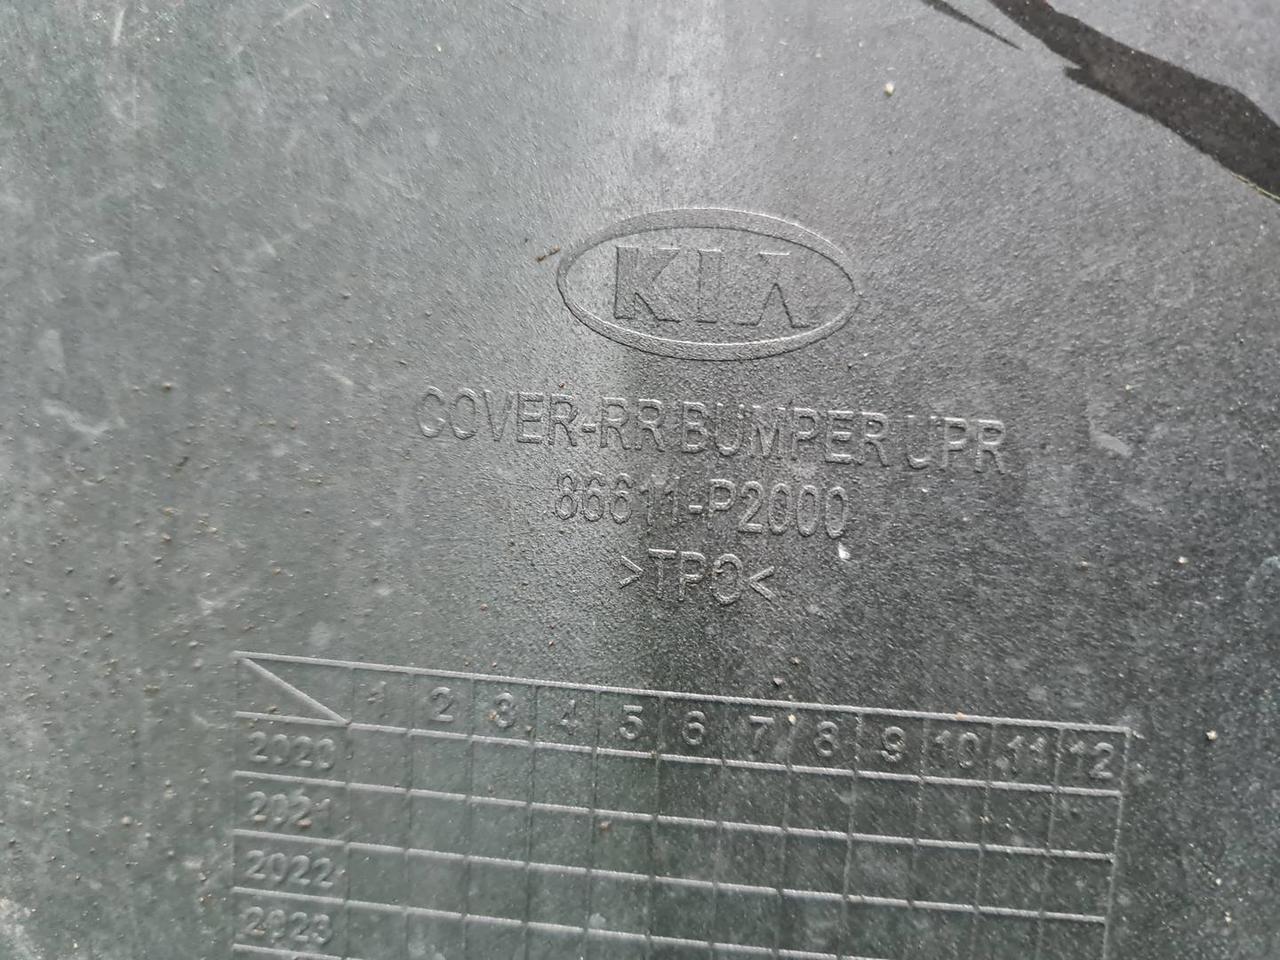 KIA
COVER-RR BUMPER UPR
86611-P2000
>TPO<
1 2 3 4 5 6 7 8 9 10 11 12
2020
2021
2022
2023